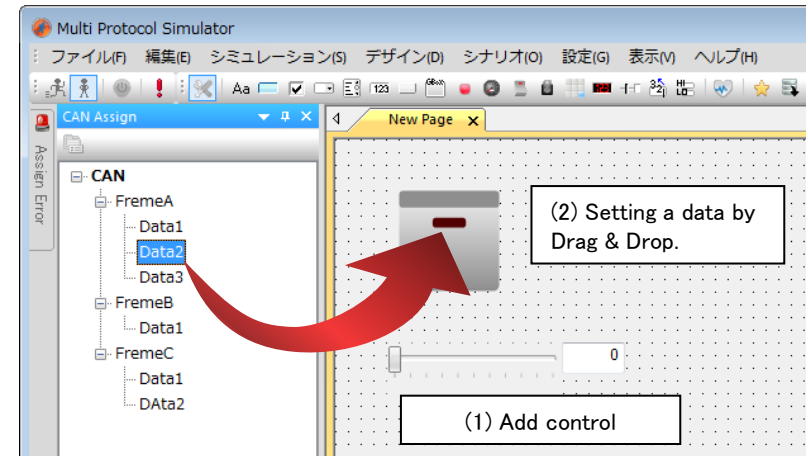 Multi Protocol Simulator
ファイル(F) 編集(E) シミュレーション(S) デザイン(D) シナリオ(O) 設定(G) 表示(V) ヘルプ(H)
Aa 123
CAN Assign
New Page
Assign Error
CAN
FremeA
Data1
Data2
Data3
FremeB
Data1
FremeC
Data1
DAta2
(2) Setting a data by
Drag & Drop.
0
(1) Add control